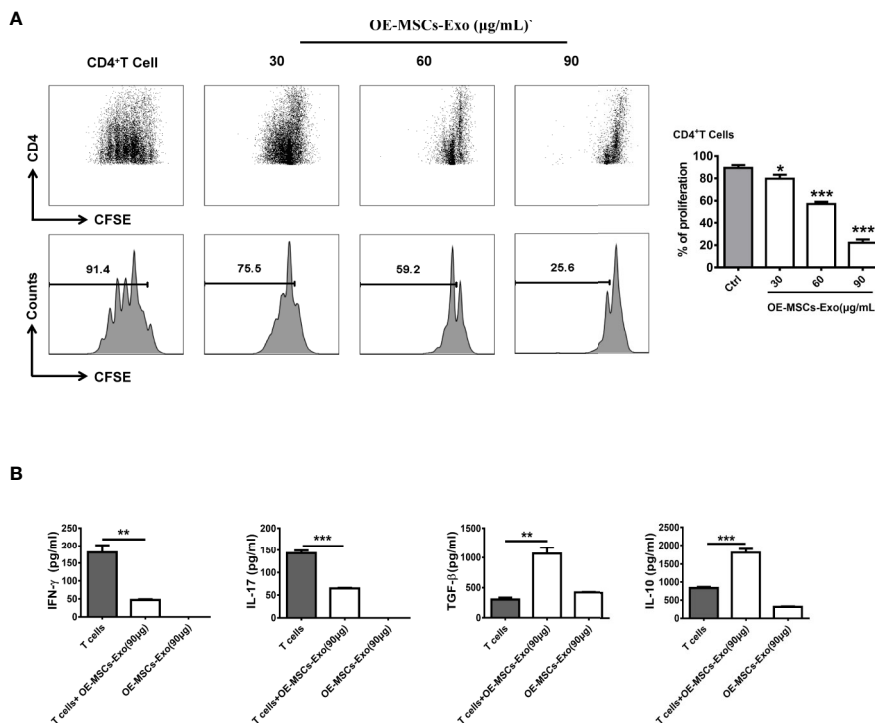 A
OE-MSCs-Exo (µg/mL)`
CD4⁺T Cell
30
60
90
CD4
CFSE
91.4
75.5
59.2
25.6
Counts
CFSE
CD4⁺T Cells
% of proliferation
100
80
60
40
20
0
*
***
***
Ctrl
30
60
90
OE-MSCs-Exo(µg/mL)
B
IFN-γ (pg/ml)
250
200
150
100
50
0
**
T cells
T cells+ OE-MSCs-Exo(90µg)
OE-MSCs-Exo(90µg)
IL-17 (pg/ml)
200
150
100
50
0
***
T cells
T cells+OE-MSCs-Exo(90µg)
OE-MSCs-Exo(90µg)
TGF-β(pg/ml)
1500
1000
500
0
**
T cells
T cells+OE-MSCs-Exo(90µg)
OE-MSCs-Exo(90µg)
IL-10 (pg/ml)
2500
2000
1500
1000
500
0
***
T cells
T cells+OE-MSCs-Exo(90µg)
OE-MSCs-Exo(90µg)